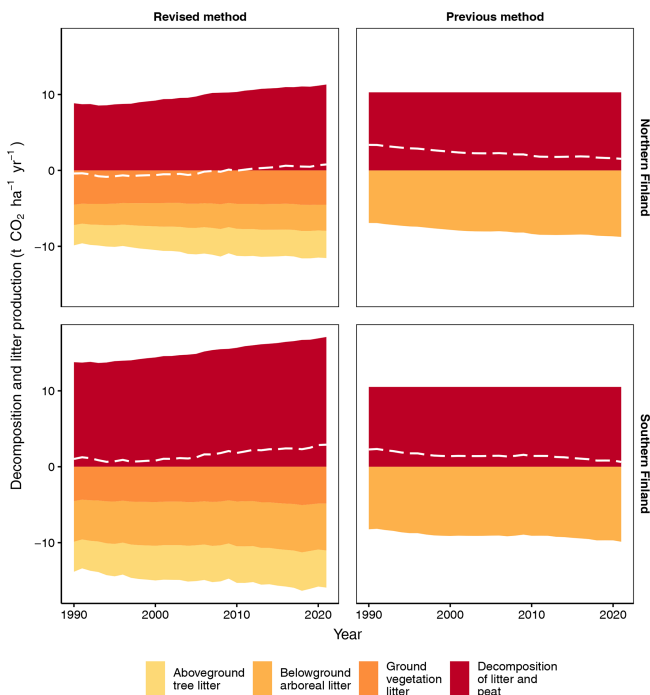 Revised method
Previous method
Decomposition and litter production (t CO₂ ha⁻¹ yr⁻¹)
10
0
−10
Northern Finland
10
0
−10
Southern Finland
1990
2000
2010
2020
1990
2000
2010
2020
Year
Aboveground
tree litter
Belowground
arboreal litter
Ground
vegetation
litter
Decomposition
of litter and
peat